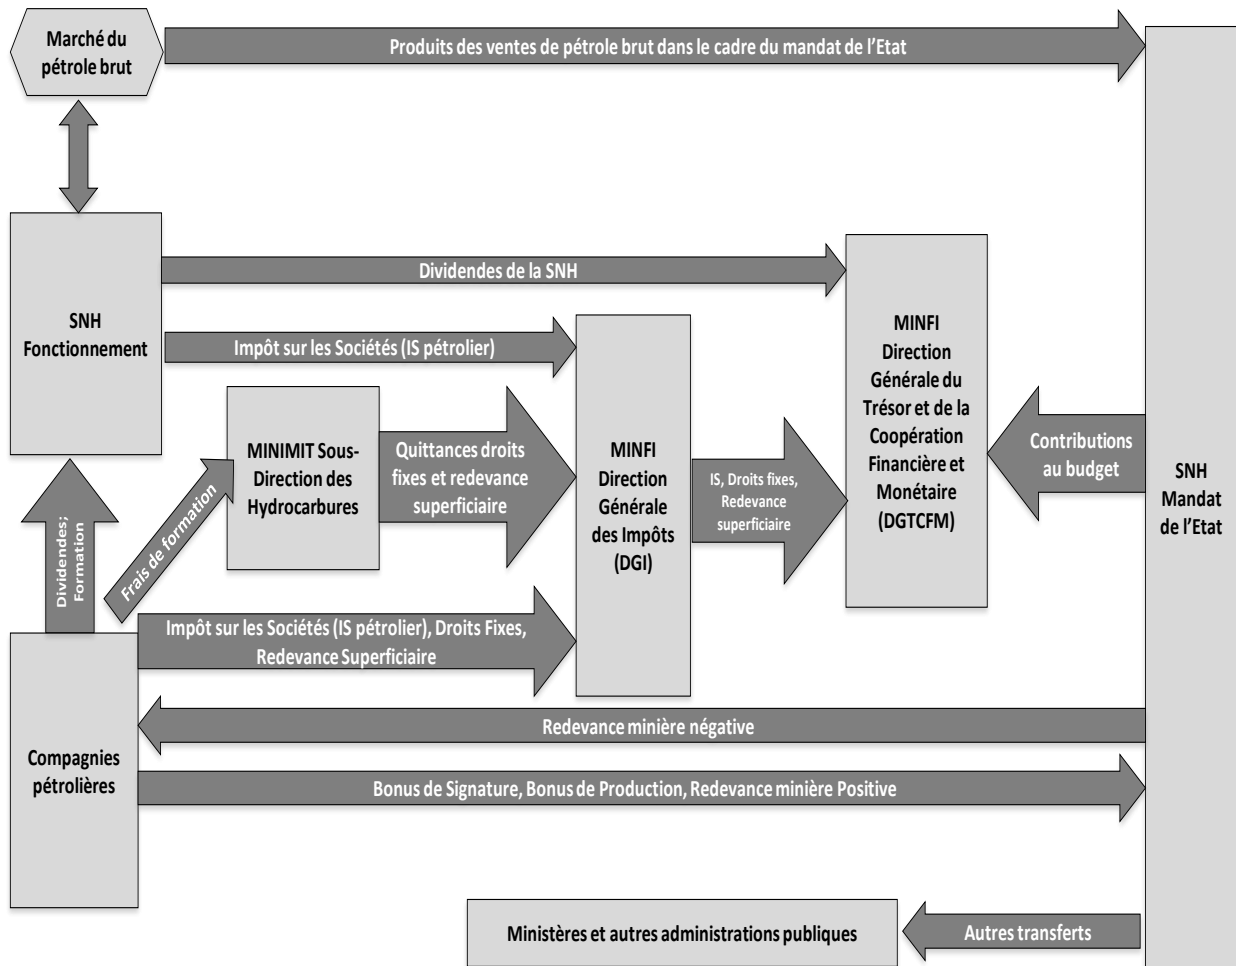 Marché du
pétrole brut
Produits des ventes de pétrole brut dans le cadre du mandat de l'Etat
SNH
Fonctionnement
Dividendes de la SNH
Impôt sur les Sociétés (IS pétrolier)
MINIMIT Sous-
Direction des
Hydrocarbures
Quittances droits
fixes et redevance
superficiaire
MINFI
Direction
Générale
des Impôts
(DGI)
IS, Droits fixes,
Redevance
superficiaire
MINFI
Direction
Générale du
Trésor et de la
Coopération
Financière et
Monétaire
(DGTCFM)
Contributions
au budget
SNH
Mandat
de l'Etat
Dividendes;
Formation
Frais de formation
Impôt sur les Sociétés (IS pétrolier), Droits Fixes,
Redevance Superficiaire
Compagnies
pétrolières
Redevance minière négative
Bonus de Signature, Bonus de Production, Redevance minière Positive
Ministères et autres administrations publiques
Autres transferts